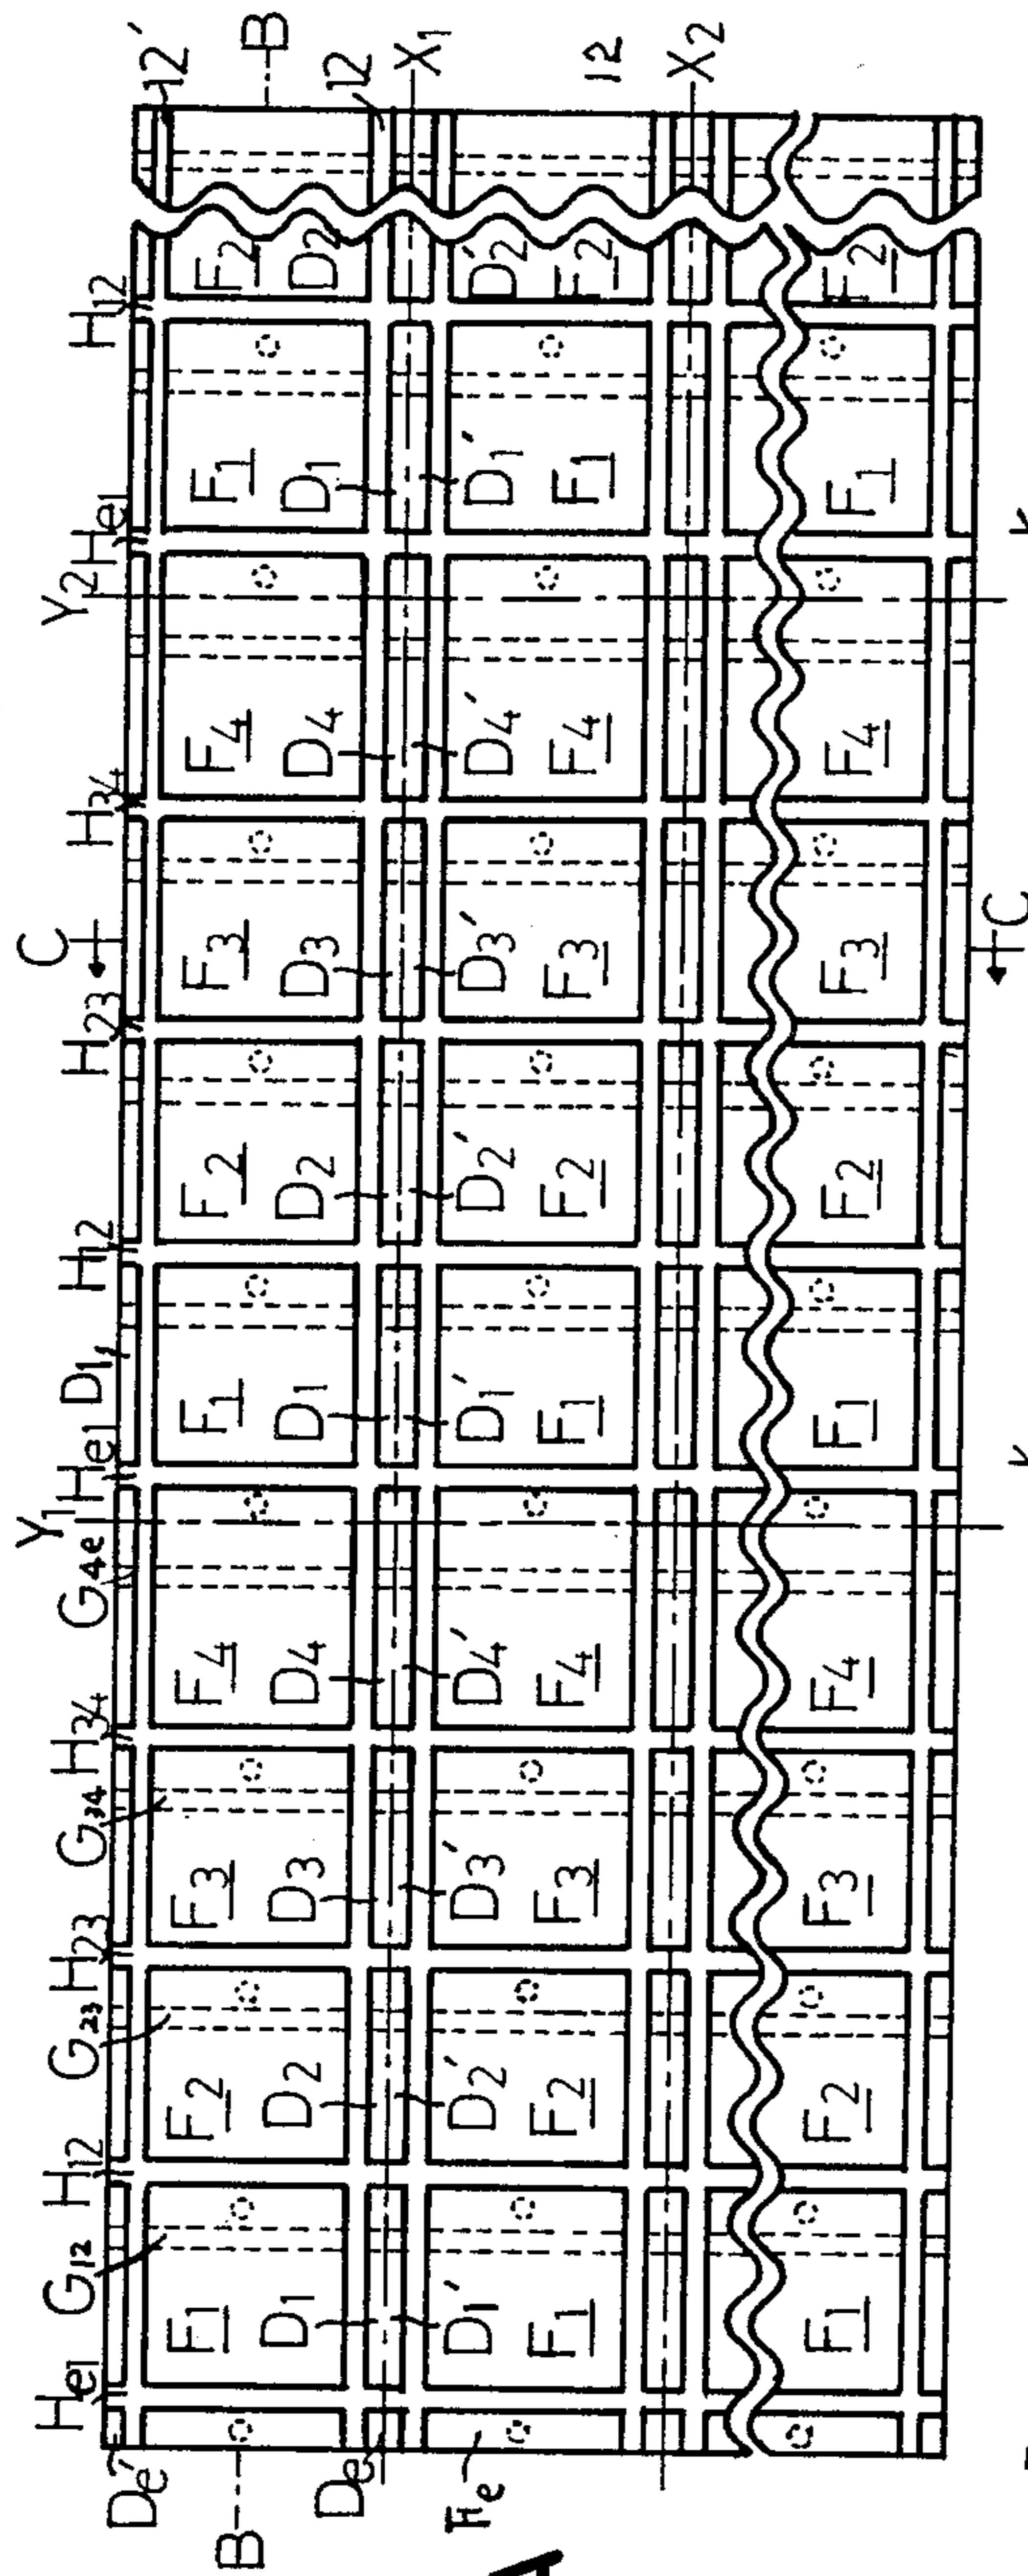 He1 G12 H12 G23 H23 G34 H34 G4e Y1 He1 D1, H12 H23 C H34 Y2 He1 H12 12'
De'
B F1 F2 F3 F4 F1 F2 F3 F4 F1 F2 B
De D1 D2 D3 D4 D1 D2 D3 D4 D1 D2 12
X1
D1' D2' D3' D4' D1' D2' D3' D4' D1' D2'
Fe F1 F2 F3 F4 F1 F2 F3 F4 F1 F2 12
X2
F1 F2 F3 F4 F1 F2 F3 F4 F1 F2
C